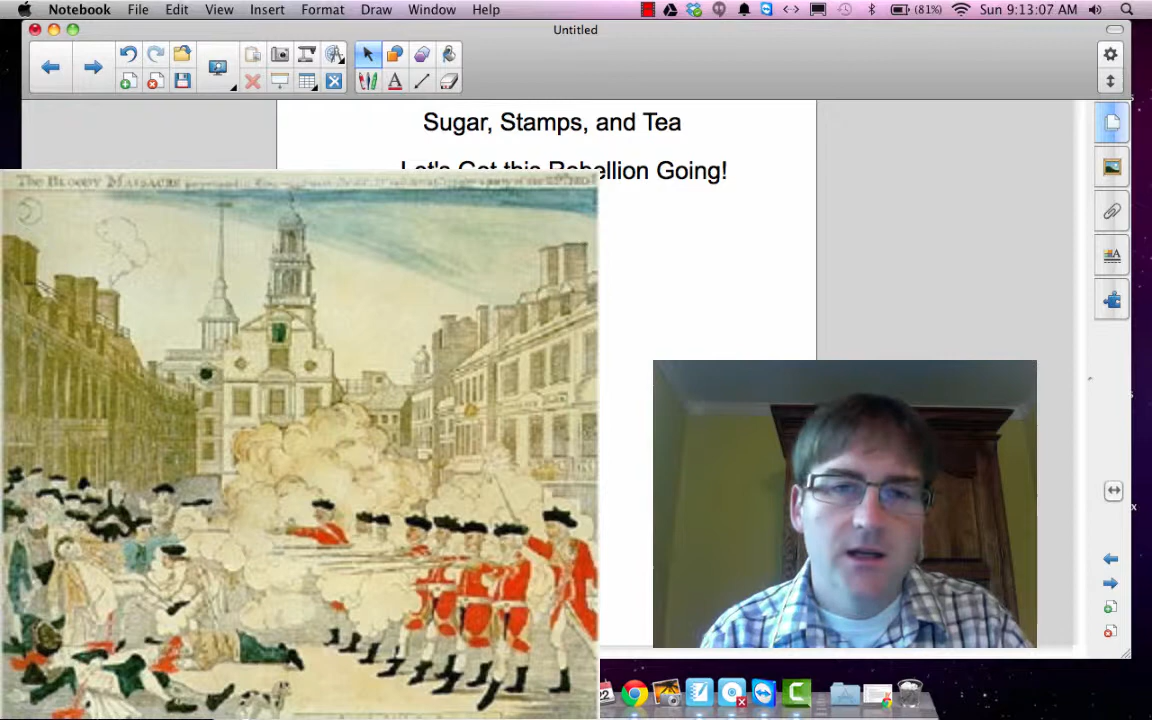 Notebook File Edit View Insert Format Draw Window Help (81%) Sun 9:13:07 AM
Untitled
Sugar, Stamps, and Tea
Let's Get this Rebellion Going!
The BLOODY MASSACRE